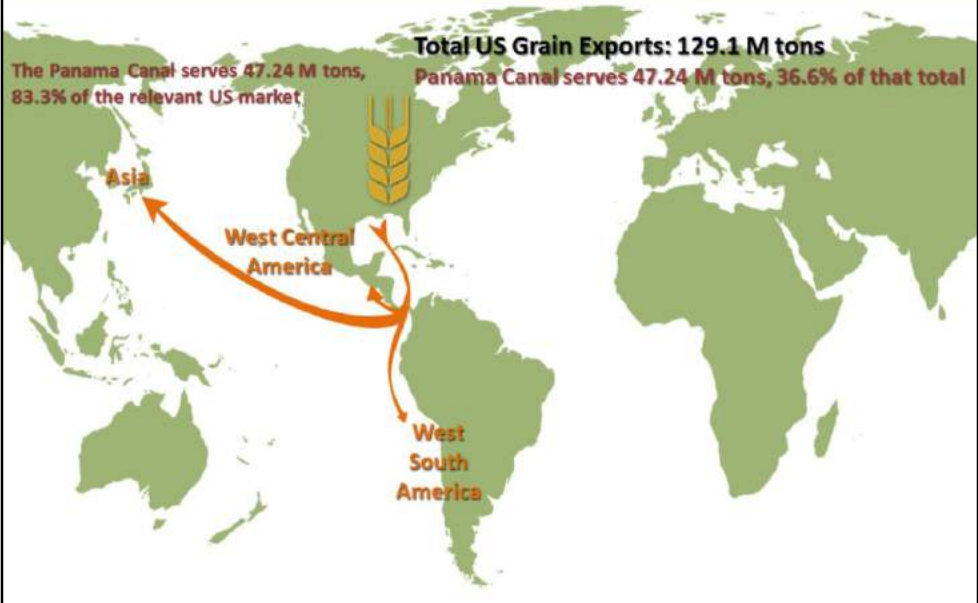 Total US Grain Exports: 129.1 M tons
Panama Canal serves 47.24 M tons, 36.6% of that total
The Panama Canal serves 47.24 M tons,
83.3% of the relevant US market
Asia
West Central
America
West
South
America